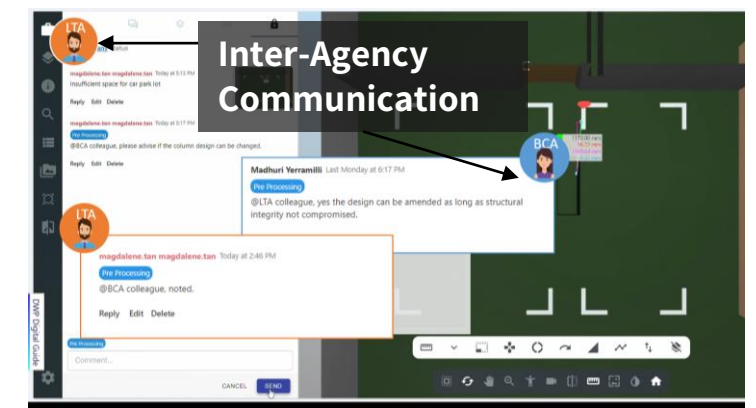 LTA
Status
Inter-Agency
Communication
magdalene.tan magdalene.tan Today at 5:13 PM
Insufficient space for car park lot
Reply Edit Delete
magdalene.tan magdalene.tan Today at 5:17 PM
Pre Processing
@BCA colleague, please advise if the column design can be changed.
Reply Edit Delete
BCA
Madhuri Yerramilli Last Monday at 6:17 PM
Pre Processing
@LTA colleague, yes the design can be amended as long as structural
integrity not compromised.
LTA
magdalene.tan magdalene.tan Today at 2:46 PM
Pre Processing
@BCA colleague, noted.
Reply Edit Delete
DWP Digital Guide
Pre Processing
Comment...
CANCEL
SEND